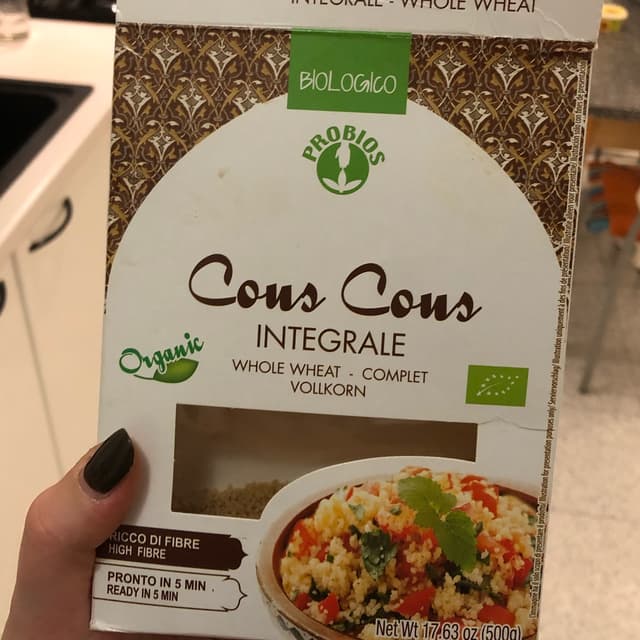 INTEGRALE - WHOLE WHEAT
BIOLOGICO
PROBIOS
Cous Cous
INTEGRALE
Organic
WHOLE WHEAT - COMPLET
VOLLKORN
RICCO DI FIBRE
HIGH FIBRE
PRONTO IN 5 MIN
READY IN 5 MIN
Net Wt 17.63 oz (500g)